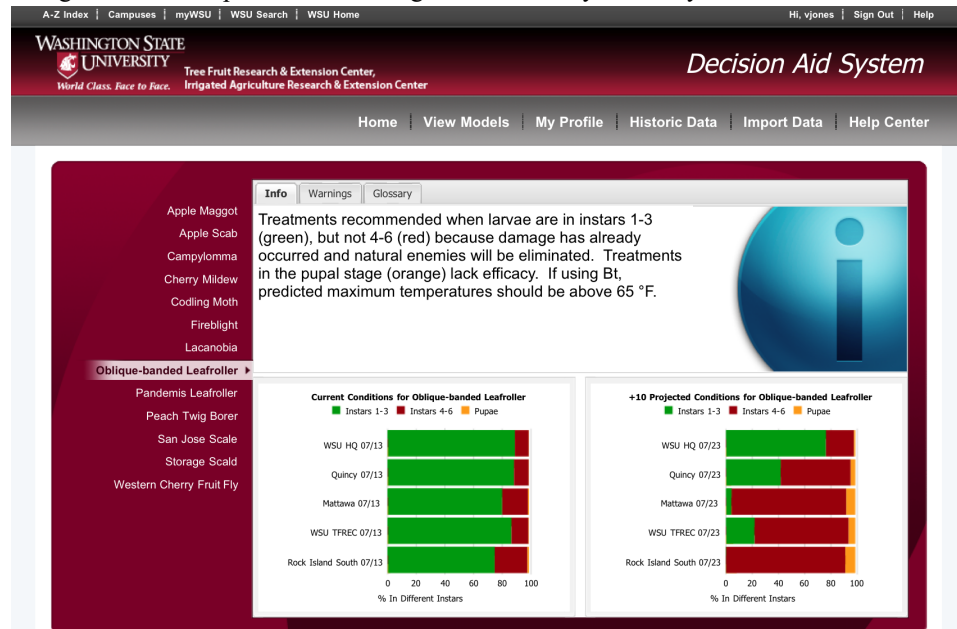 A-Z Index | Campuses | myWSU | WSU Search | WSU Home
Hi, vjones | Sign Out | Help
WASHINGTON STATE
UNIVERSITY
World Class. Face to Face.
Tree Fruit Research & Extension Center,
Irrigated Agriculture Research & Extension Center
Decision Aid System
Home | View Models | My Profile | Historic Data | Import Data | Help Center
Apple Maggot
Apple Scab
Campylomma
Cherry Mildew
Codling Moth
Fireblight
Lacanobia
Oblique-banded Leafroller
Pandemis Leafroller
Peach Twig Borer
San Jose Scale
Storage Scald
Western Cherry Fruit Fly
Info Warnings Glossary
Treatments recommended when larvae are in instars 1-3
(green), but not 4-6 (red) because damage has already
occurred and natural enemies will be eliminated. Treatments
in the pupal stage (orange) lack efficacy. If using Bt,
predicted maximum temperatures should be above 65 °F.
Current Conditions for Oblique-banded Leafroller
Instars 1-3 Instars 4-6 Pupae
WSU HQ 07/13
Quincy 07/13
Mattawa 07/13
WSU TFREC 07/13
Rock Island South 07/13
0 20 40 60 80 100
% In Different Instars
+10 Projected Conditions for Oblique-banded Leafroller
Instars 1-3 Instars 4-6 Pupae
WSU HQ 07/23
Quincy 07/23
Mattawa 07/23
WSU TFREC 07/23
Rock Island South 07/23
0 20 40 60 80 100
% In Different Instars